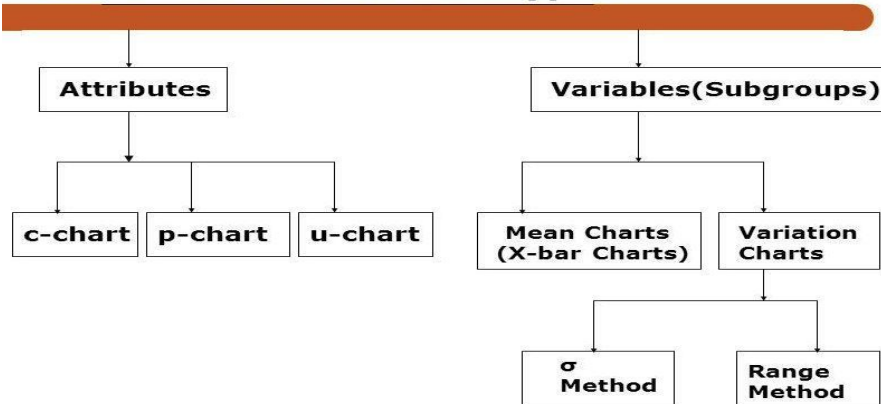 Attributes
Variables(Subgroups)
c-chart
p-chart
u-chart
Mean Charts
(X-bar Charts)
Variation
Charts
σ
Method
Range
Method